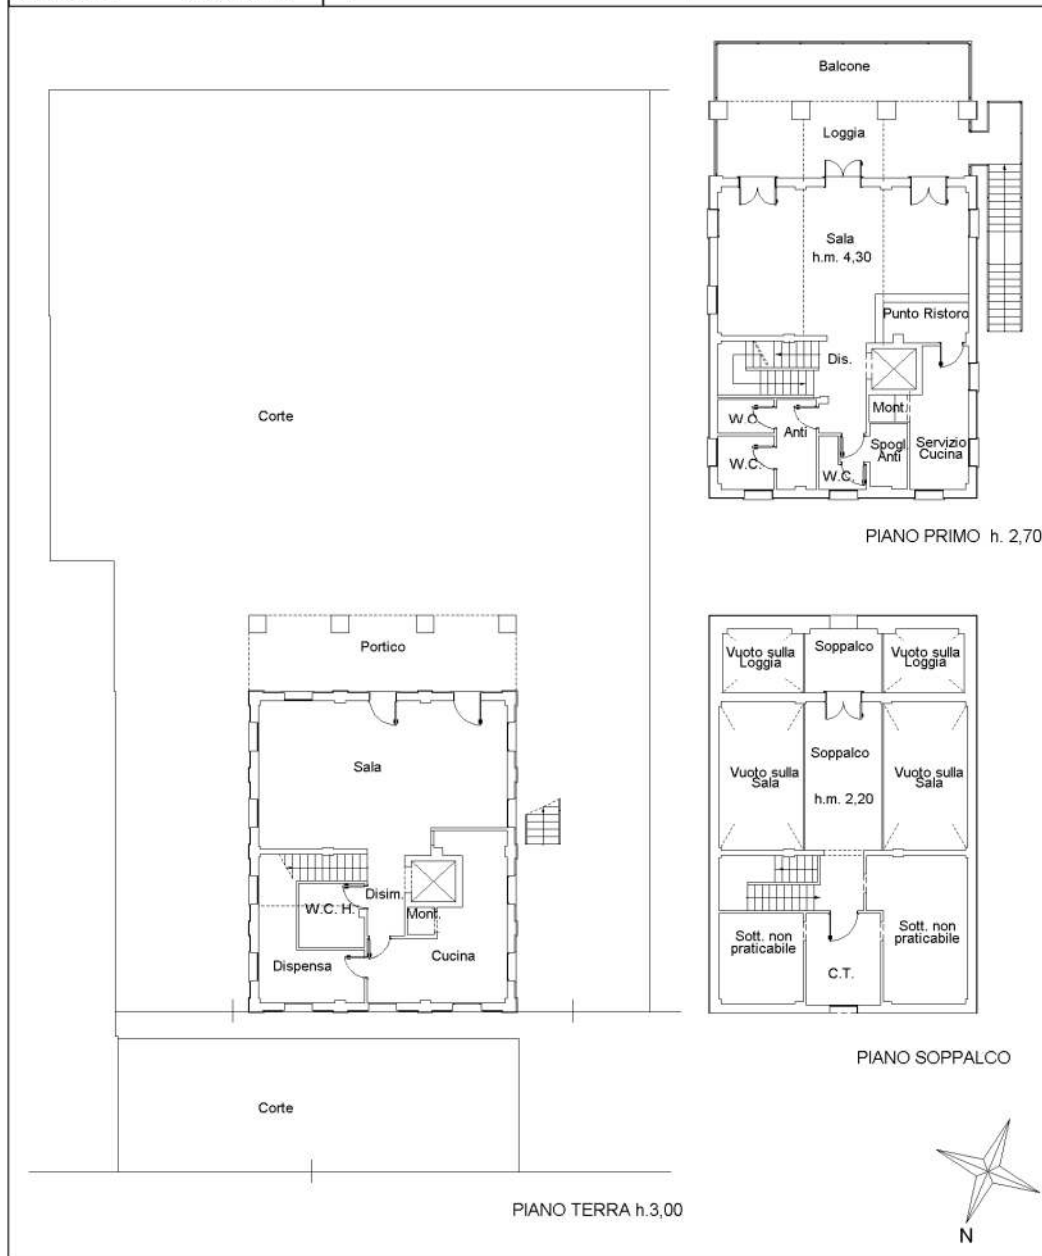 Balcone
Loggia
Sala
h.m. 4,30
Punto Ristoro
Dis.
Mont.
W.C.
Anti
Spogl.
Anti
Servizio
Cucina
W.C.
W.C.
PIANO PRIMO h. 2,70
Corte
Portico
Sala
Disim.
W.C. H.
Mont.
Cucina
Dispensa
Corte
PIANO TERRA h.3,00
Vuoto sulla
Loggia
Soppalco
Vuoto sulla
Loggia
Soppalco
Vuoto sulla
Sala
h.m. 2,20
Vuoto sulla
Sala
Sott. non
praticabile
Sott. non
praticabile
C.T.
PIANO SOPPALCO
N